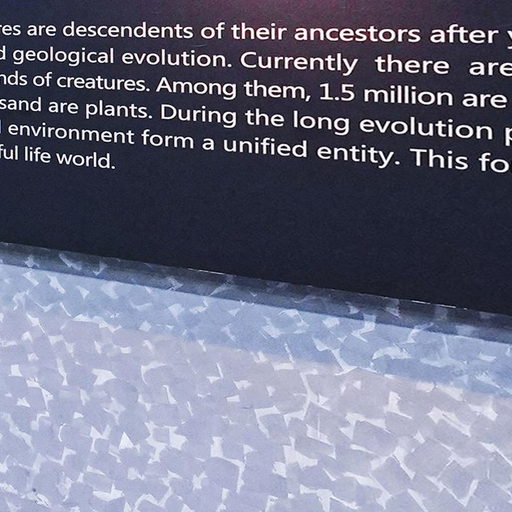 res are descendents of their ancestors after
d geological evolution. Currently there are
nds of creatures. Among them, 1.5 million are
sand are plants. During the long evolution p
l environment form a unified entity. This fo
ful life world.